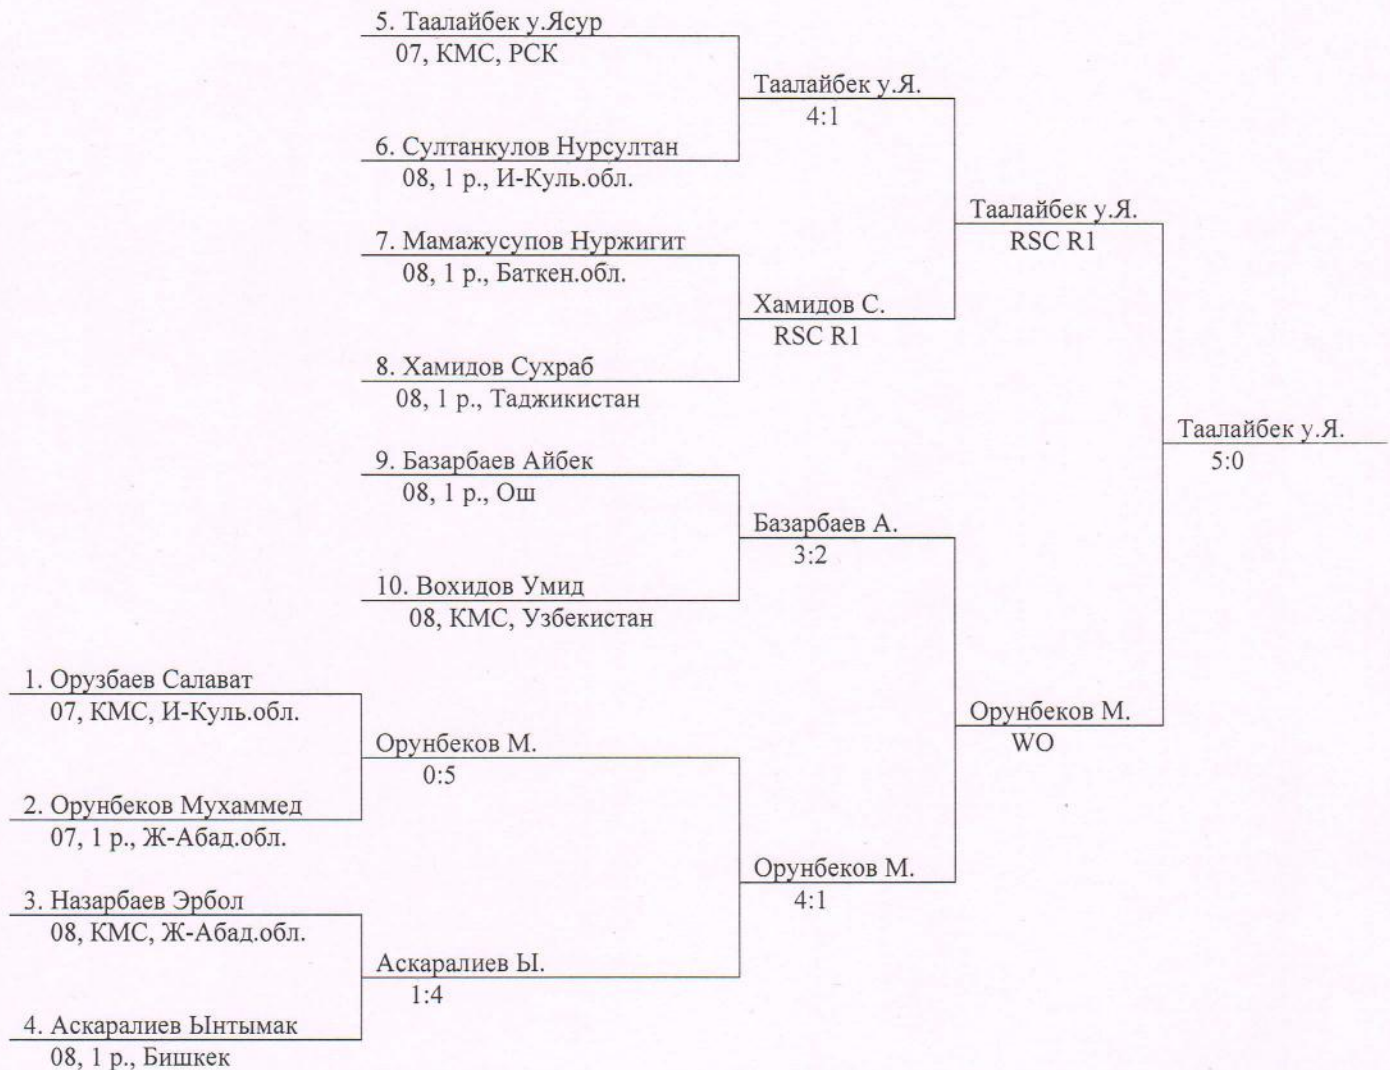 5. Таалайбек у.Ясур
07, КМС, РСК
Таалайбек у.Я.
4:1
6. Султанкулов Нурсултан
08, 1 р., И-Куль.обл.
Таалайбек у.Я.
RSC R1
7. Мамажусупов Нуржигит
08, 1 р., Баткен.обл.
Хамидов С.
RSC R1
8. Хамидов Сухраб
08, 1 р., Таджикистан
Таалайбек у.Я.
5:0
9. Базарбаев Айбек
08, 1 р., Ош
Базарбаев А.
3:2
10. Вохидов Умид
08, КМС, Узбекистан
1. Орузбаев Салават
07, КМС, И-Куль.обл.
Орунбеков М.
WO
Орунбеков М.
0:5
2. Орунбеков Мухаммед
07, 1 р., Ж-Абад.обл.
Орунбеков М.
4:1
3. Назарбаев Эрбол
08, КМС, Ж-Абад.обл.
Аскаралиев Ы.
1:4
4. Аскаралиев Ынтымак
08, 1 р., Бишкек